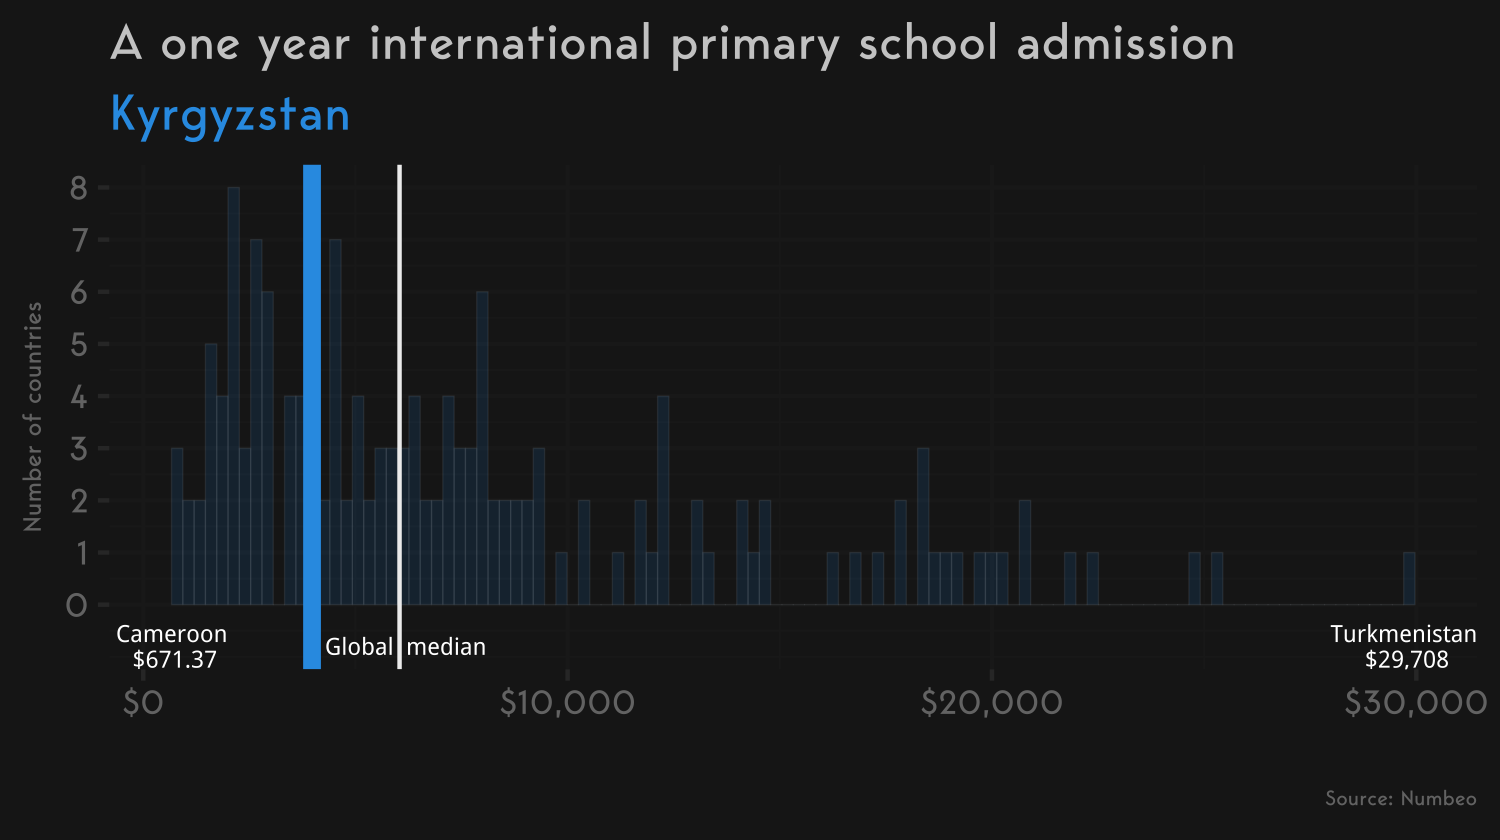 A one year international primary school admission
Kyrgyzstan
Number of countries
8
7
6
5
4
3
2
1
0
Cameroon
$671.37
Global median
Turkmenistan
$29,708
$0 $10,000 $20,000 $30,000
Source: Numbeo